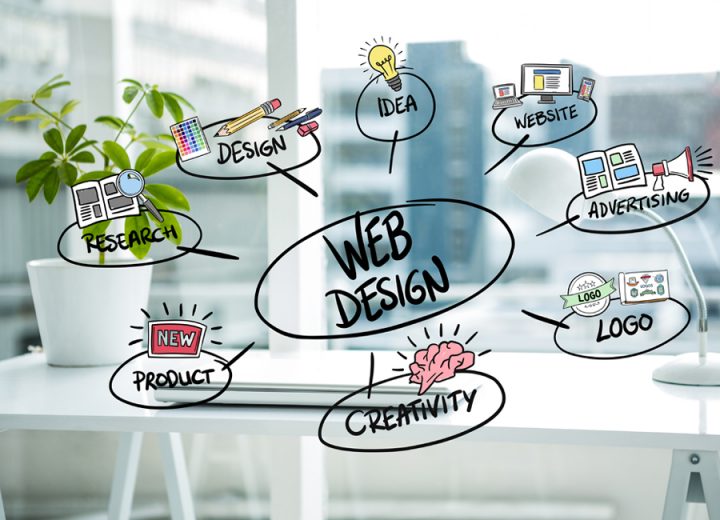 IDEA
WEBSITE
DESIGN
ADVERTISING
RESEARCH
WEB
DESIGN
LOGO
LOGO
NEW
PRODUCT
CREATIVITY